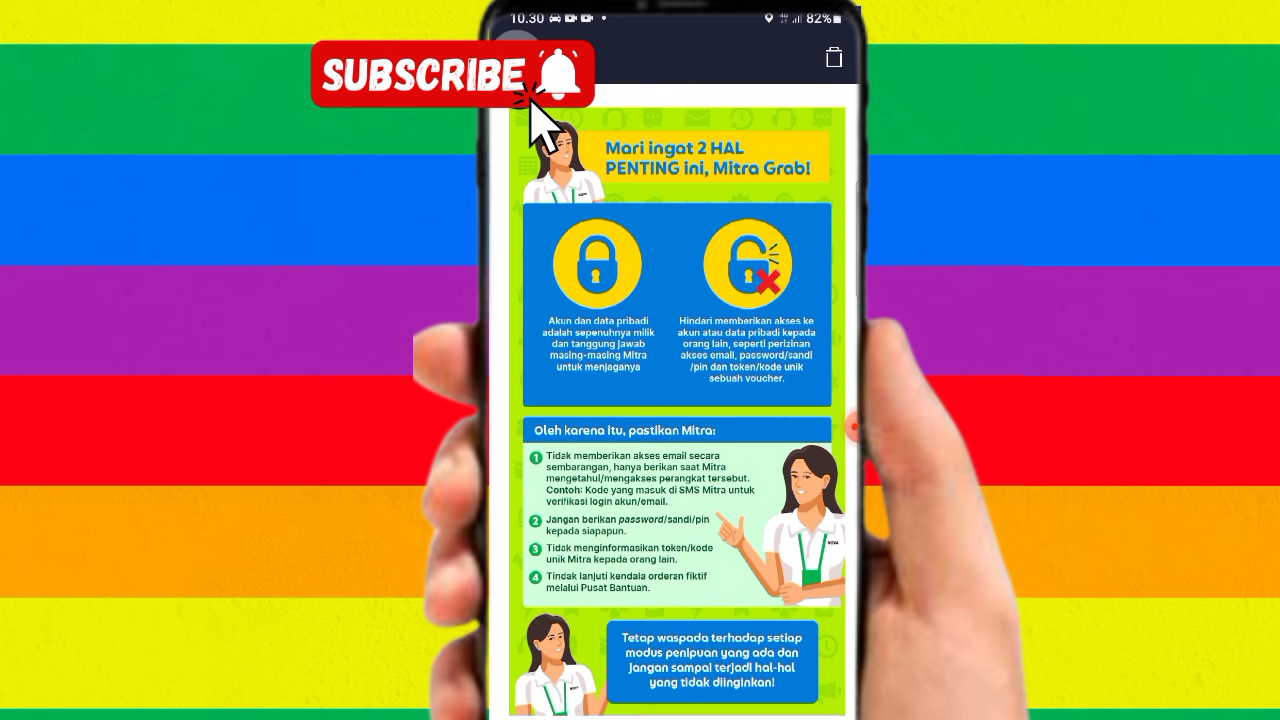 10.30
4G
82%
SUBSCRIBE
Mari ingat 2 HAL
PENTING ini, Mitra Grab!
Akun dan data pribadi
adalah sepenuhnya milik
dan tanggung jawab
masing-masing Mitra
untuk menjaganya
Hindari memberikan akses ke
akun atau data pribadi kepada
orang lain, seperti perizinan
akses email, password/sandi
/pin dan token/kode unik
sebuah voucher.
Oleh karena itu, pastikan Mitra:
1 Tidak memberikan akses email secara
sembarangan, hanya berikan saat Mitra
mengetahui/mengakses perangkat tersebut.
Contoh: Kode yang masuk di SMS Mitra untuk
verifikasi login akun/email.
2 Jangan berikan password/sandi/pin
kepada siapapun.
3 Tidak menginformasikan token/kode
unik Mitra kepada orang lain.
4 Tindak lanjuti kendala orderan fiktif
melalui Pusat Bantuan.
NOVA
Tetap waspada terhadap setiap
modus penipuan yang ada dan
jangan sampai terjadi hal-hal
yang tidak diinginkan!